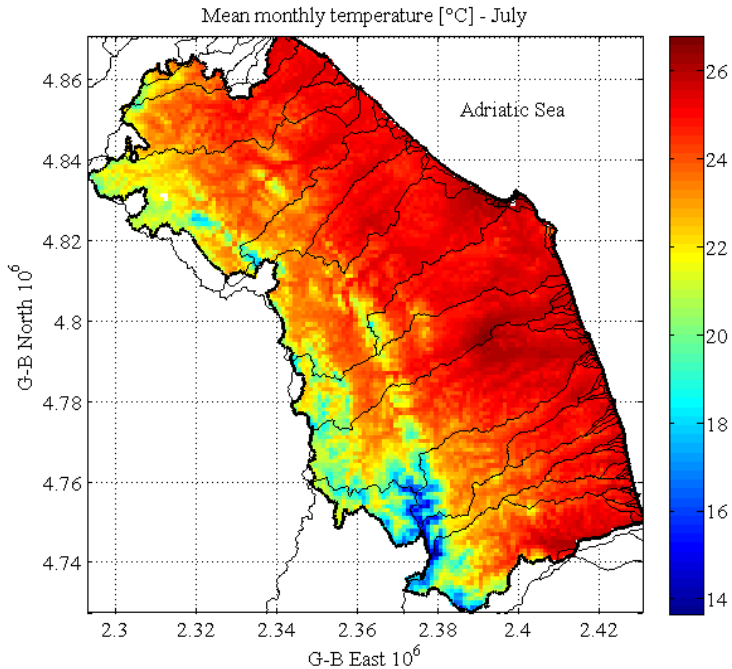 Mean monthly temperature [°C] - July
Adriatic Sea
4.86
4.84
4.82
4.8
4.78
4.76
4.74
G-B North 10^6
2.3 2.32 2.34 2.36 2.38 2.4 2.42
G-B East 10^6
26
24
22
20
18
16
14